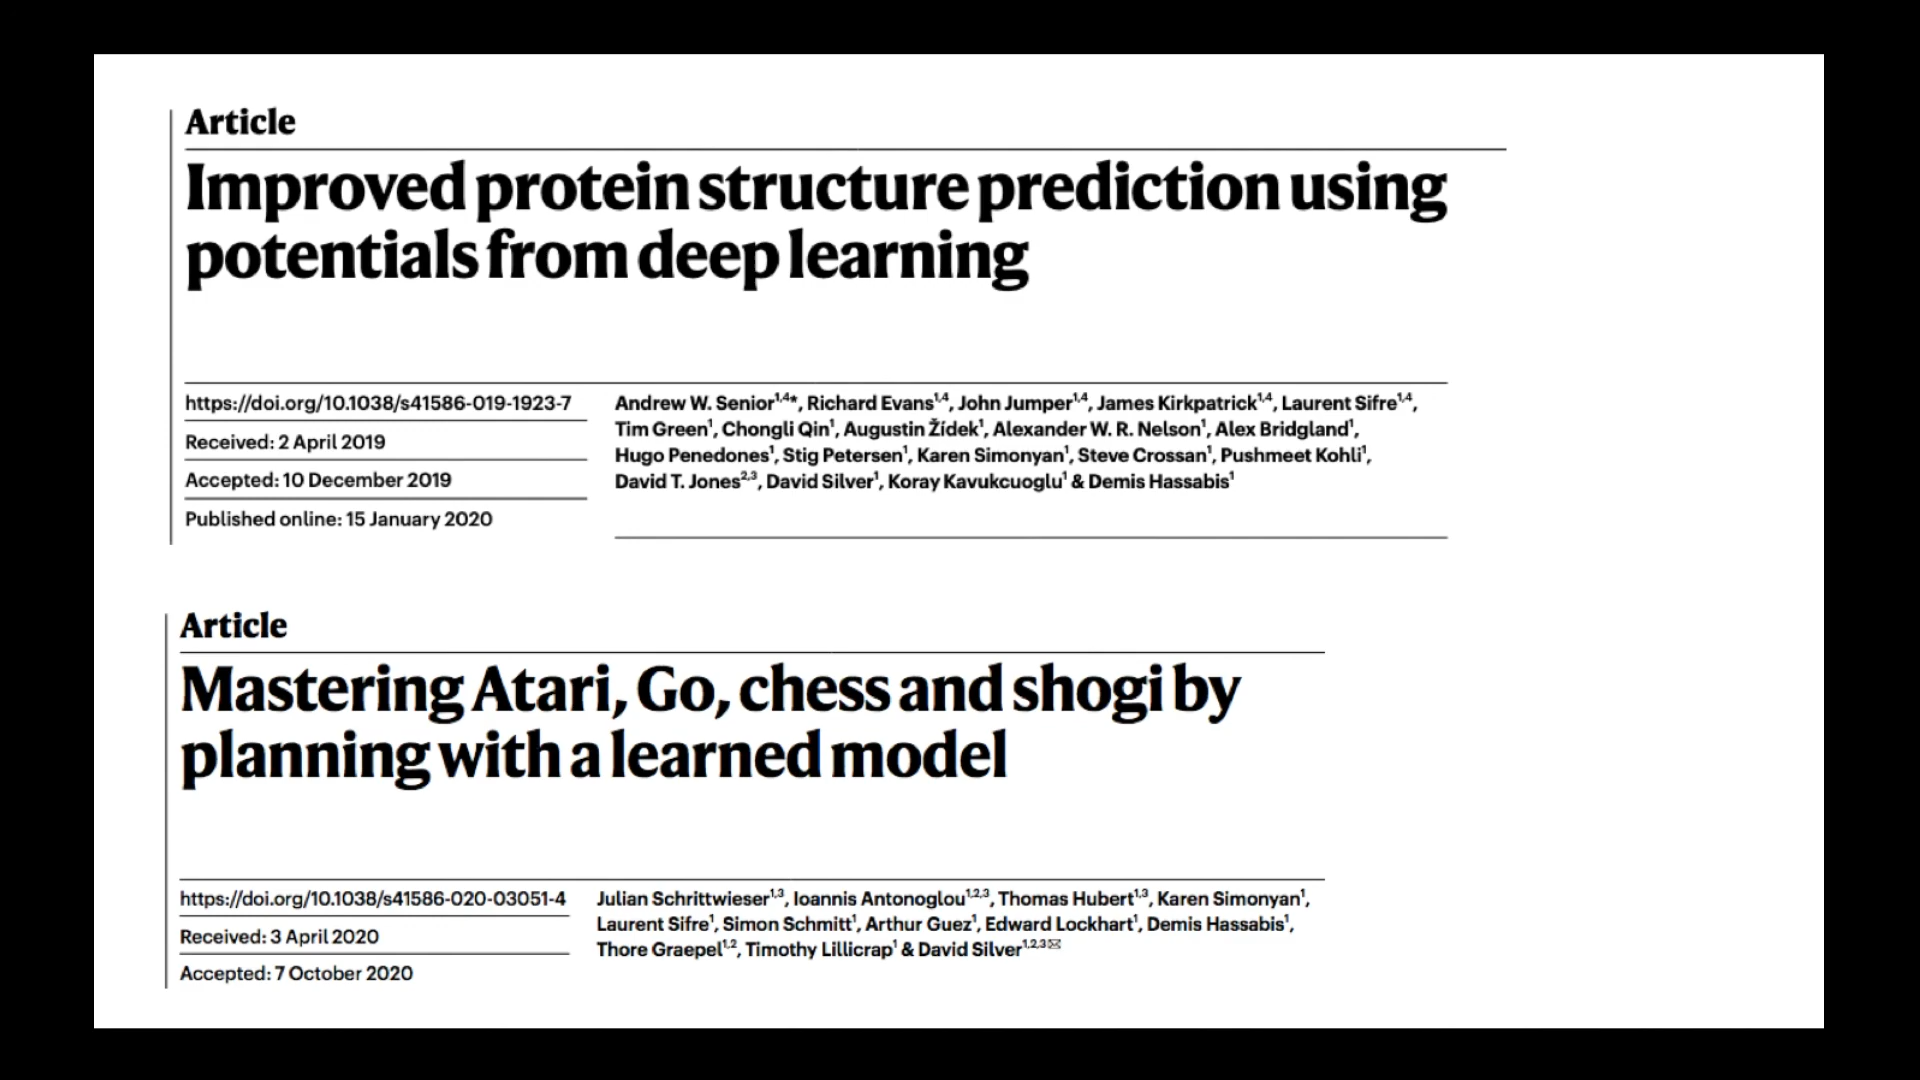 Article
Improved protein structure prediction using
potentials from deep learning
https://doi.org/10.1038/s41586-019-1923-7
Received: 2 April 2019
Accepted: 10 December 2019
Published online: 15 January 2020
Andrew W. Senior1,4*, Richard Evans1,4, John Jumper1,4, James Kirkpatrick1,4, Laurent Sifre1,4,
Tim Green1, Chongli Qin1, Augustin Žídek1, Alexander W. R. Nelson1, Alex Bridgland1,
Hugo Penedones1, Stig Petersen1, Karen Simonyan1, Steve Crossan1, Pushmeet Kohli1,
David T. Jones2,3, David Silver1, Koray Kavukcuoglu1 & Demis Hassabis1
Article
Mastering Atari, Go, chess and shogi by
planning with a learned model
https://doi.org/10.1038/s41586-020-03051-4
Received: 3 April 2020
Accepted: 7 October 2020
Julian Schrittwieser1,3, Ioannis Antonoglou1,2,3, Thomas Hubert1,3, Karen Simonyan1,
Laurent Sifre1, Simon Schmitt1, Arthur Guez1, Edward Lockhart1, Demis Hassabis1,
Thore Graepel1,2, Timothy Lillicrap1 & David Silver1,2,3✉